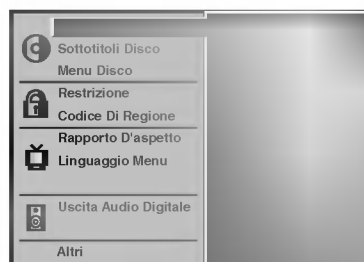 Sottotitoli Disco
Menu Disco
Restrizione
Codice Di Regione
Rapporto D'aspetto
Linguaggio Menu
Uscita Audio Digitale
Altri